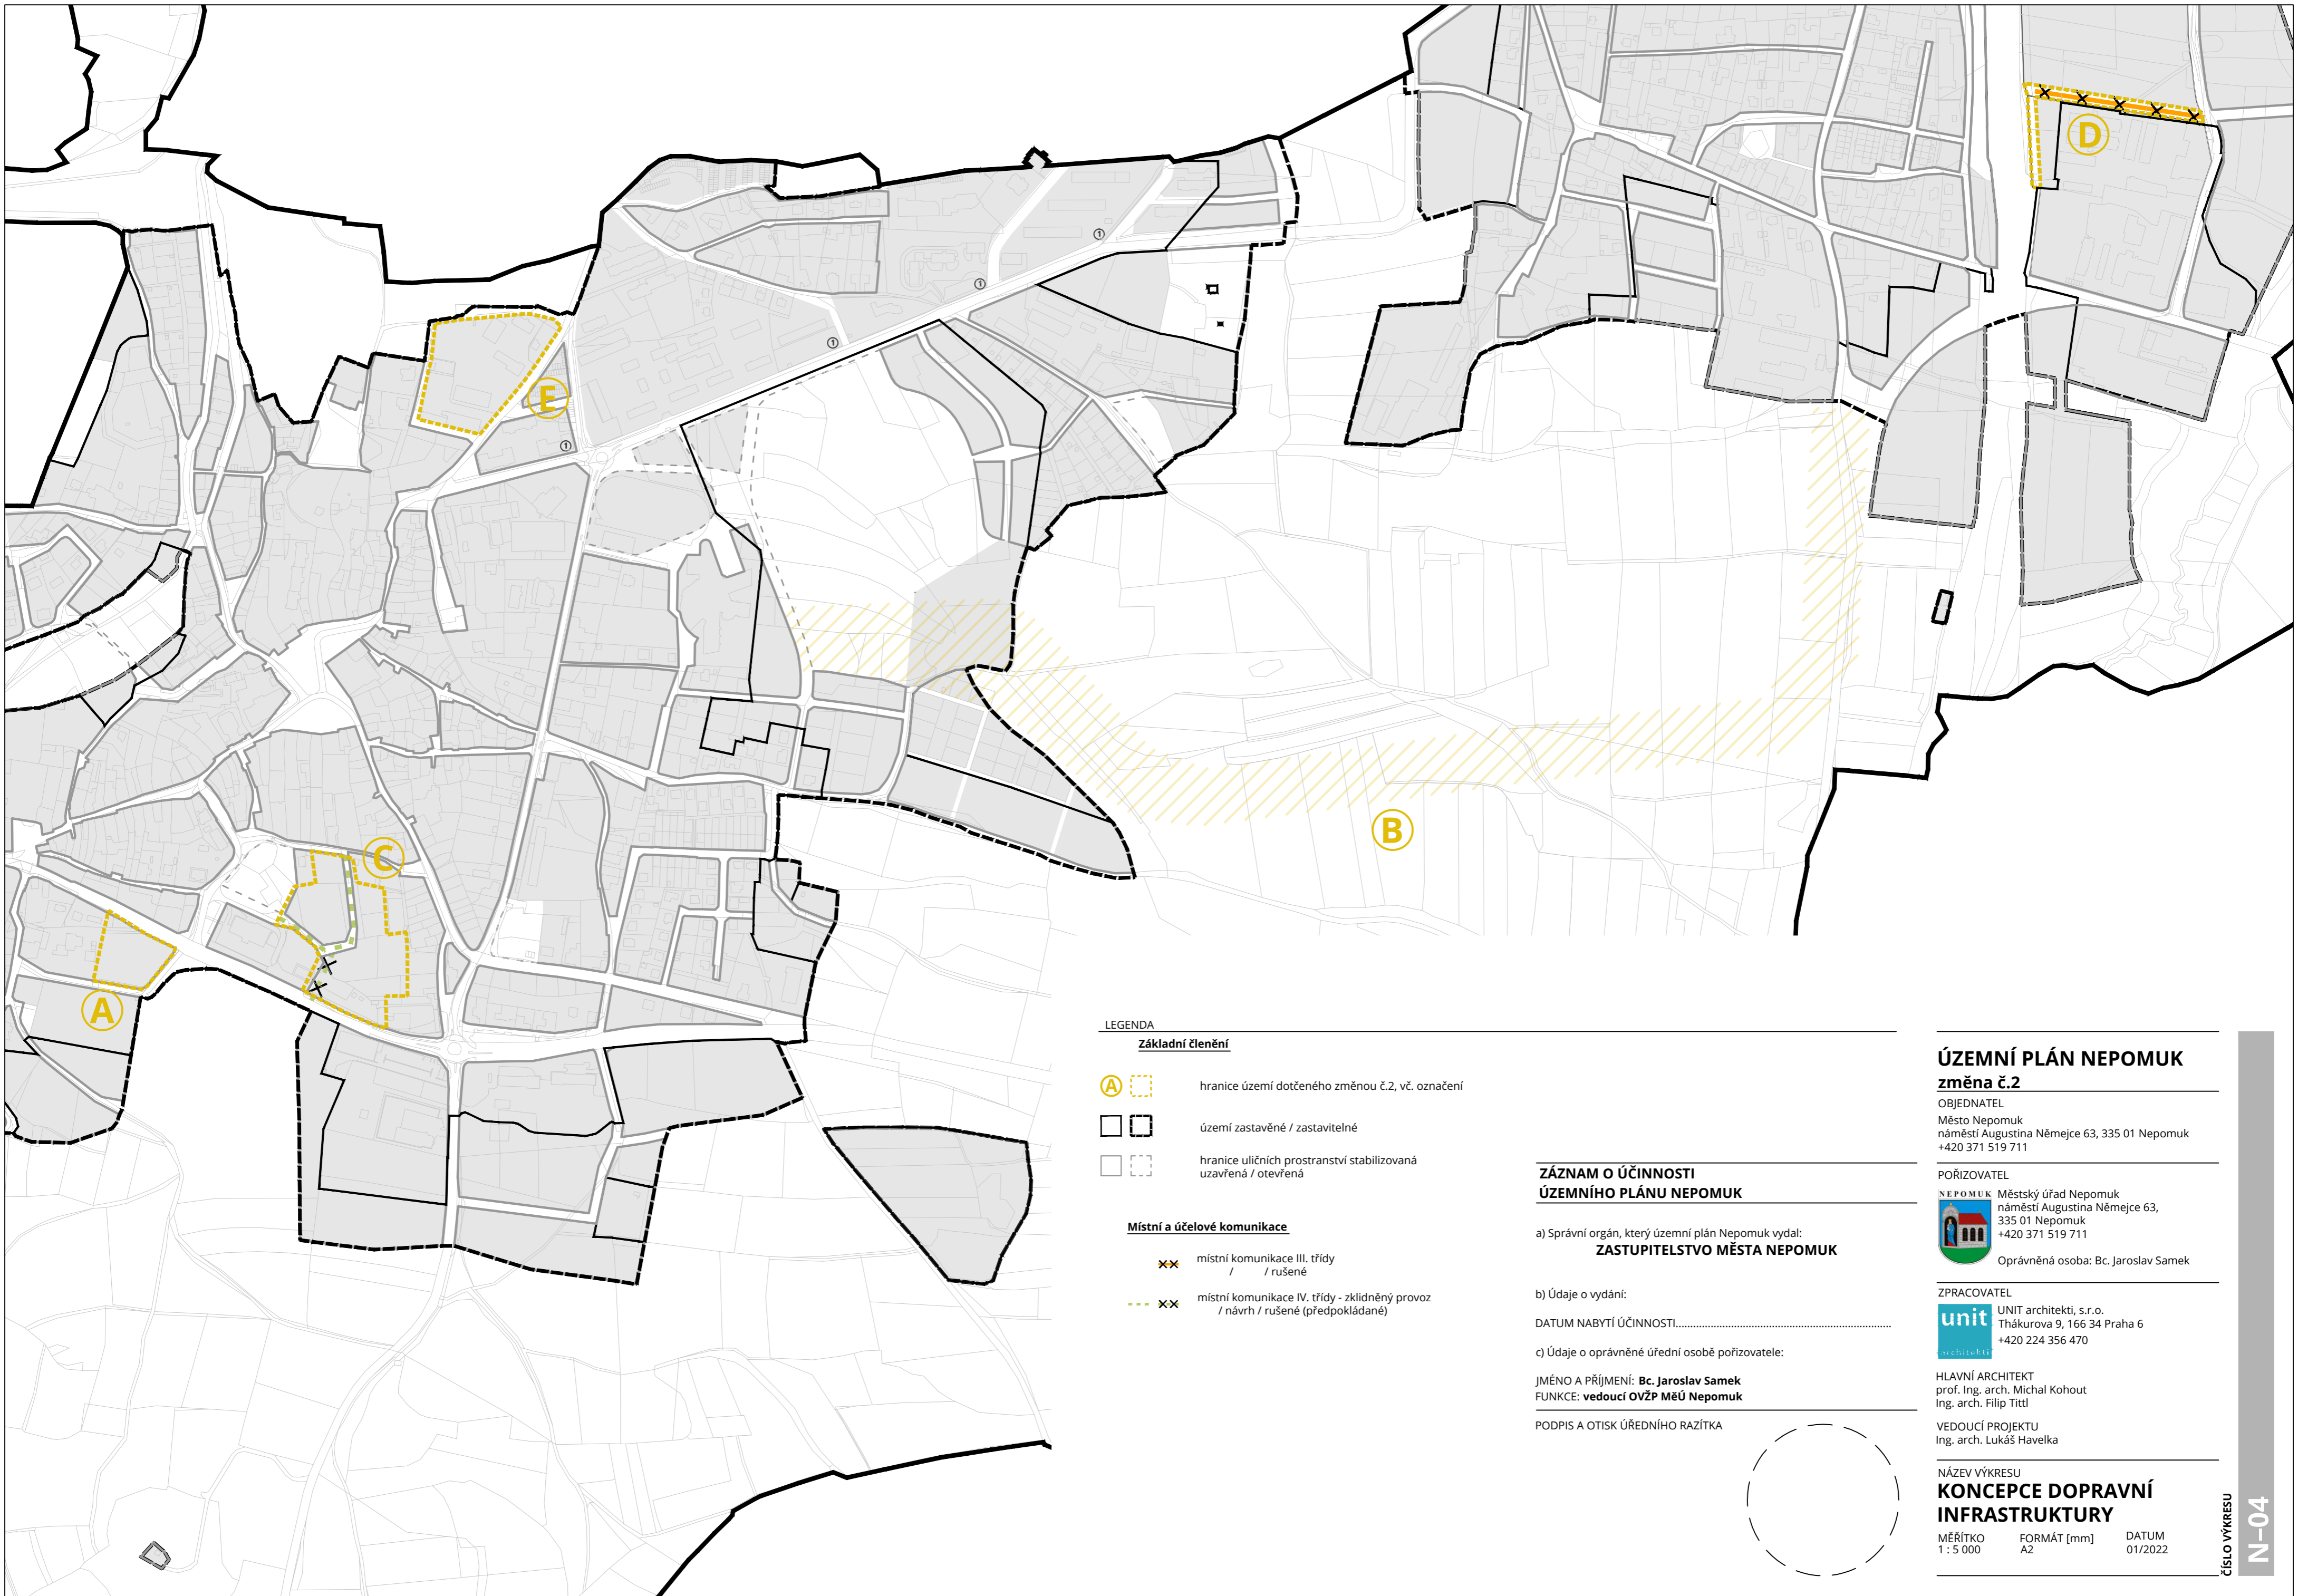 D
①
①
①
E
①
B
C
A
LEGENDA
Základní členění
A
hranice území dotčeného změnou č.2, vč. označení
území zastavěné / zastavitelné
hranice uličních prostranství stabilizovaná
uzavřená / otevřená
Místní a účelové komunikace
místní komunikace III. třídy
/ / rušené
místní komunikace IV. třídy - zklidněný provoz
/ návrh / rušené (předpokládané)
ZÁZNAM O ÚČINNOSTI
ÚZEMNÍHO PLÁNU NEPOMUK
a) Správní orgán, který územní plán Nepomuk vydal:
ZASTUPITELSTVO MĚSTA NEPOMUK
b) Údaje o vydání:
DATUM NABYTÍ ÚČINNOSTI.......................................................................
c) Údaje o oprávněné úřední osobě pořizovatele:
JMÉNO A PŘÍJMENÍ: Bc. Jaroslav Samek
FUNKCE: vedoucí OVŽP MěÚ Nepomuk
PODPIS A OTISK ÚŘEDNÍHO RAZÍTKA
ÚZEMNÍ PLÁN NEPOMUK
změna č.2
OBJEDNATEL
Město Nepomuk
náměstí Augustina Němejce 63, 335 01 Nepomuk
+420 371 519 711
POŘIZOVATEL
NEPOMUK
Městský úřad Nepomuk
náměstí Augustina Němejce 63,
335 01 Nepomuk
+420 371 519 711
Oprávněná osoba: Bc. Jaroslav Samek
ZPRACOVATEL
unit
architekti
UNIT architekti, s.r.o.
Thákurova 9, 166 34 Praha 6
+420 224 356 470
HLAVNÍ ARCHITEKT
prof. Ing. arch. Michal Kohout
Ing. arch. Filip Tittl
VEDOUCÍ PROJEKTU
Ing. arch. Lukáš Havelka
NÁZEV VÝKRESU
KONCEPCE DOPRAVNÍ
INFRASTRUKTURY
MĚŘÍTKO FORMÁT [mm] DATUM
1 : 5 000 A2 01/2022
ČÍSLO VÝKRESU
N–04